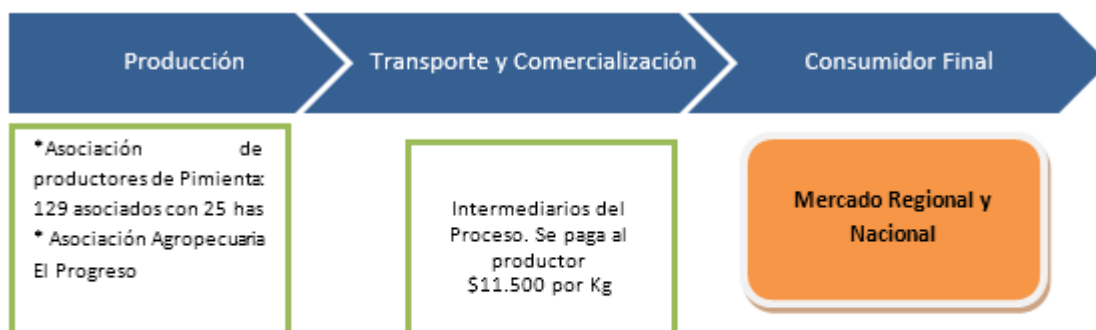 Producción
Transporte y Comercialización
Consumidor Final
*Asociación de
productores de Pimienta:
129 asociados con 25 has
* Asociación Agropecuaria
El Progreso
Intermediarios del
Proceso. Se paga al
productor
$11.500 por Kg
Mercado Regional y
Nacional